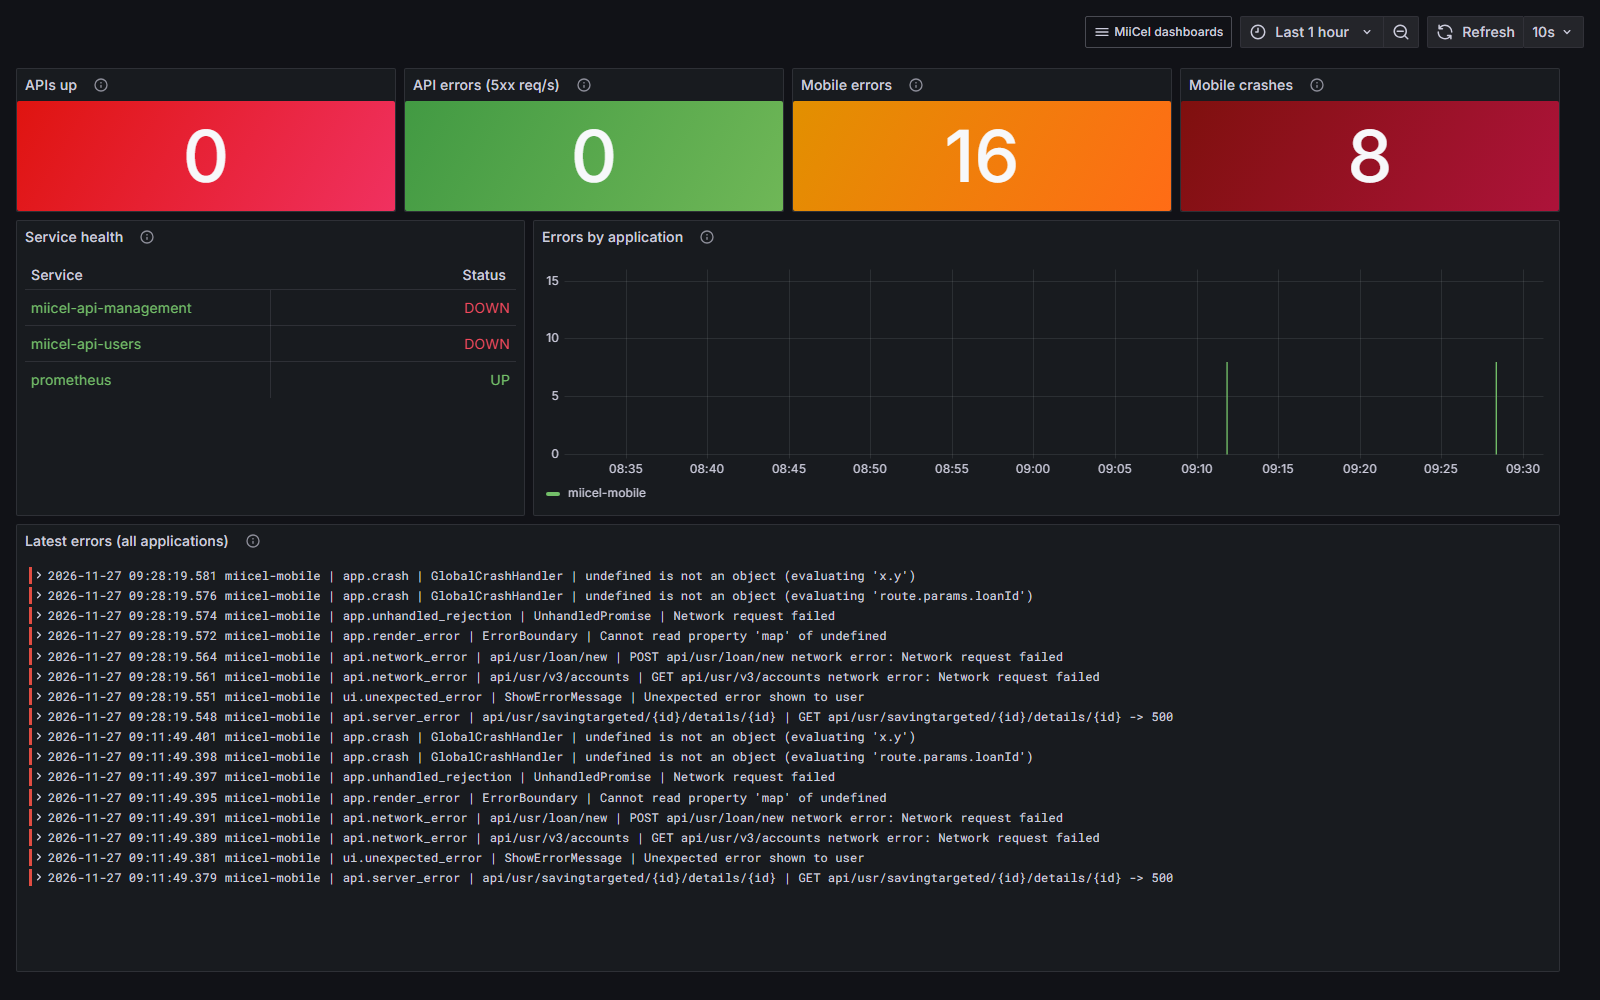 MiiCel dashboards
Last 1 hour
Refresh
10s
APIs up
API errors (5xx req/s)
Mobile errors
Mobile crashes
0
0
16
8
Service health
Service Status
miicel-api-management DOWN
miicel-api-users DOWN
prometheus UP
Errors by application
15
10
5
0
08:35 08:40 08:45 08:50 08:55 09:00 09:05 09:10 09:15 09:20 09:25 09:30
miicel-mobile
Latest errors (all applications)
2026-11-27 09:28:19.581 miicel-mobile | app.crash | GlobalCrashHandler | undefined is not an object (evaluating 'x.y')
2026-11-27 09:28:19.576 miicel-mobile | app.crash | GlobalCrashHandler | undefined is not an object (evaluating 'route.params.loanId')
2026-11-27 09:28:19.574 miicel-mobile | app.unhandled_rejection | UnhandledPromise | Network request failed
2026-11-27 09:28:19.572 miicel-mobile | app.render_error | ErrorBoundary | Cannot read property 'map' of undefined
2026-11-27 09:28:19.564 miicel-mobile | api.network_error | api/usr/loan/new | POST api/usr/loan/new network error: Network request failed
2026-11-27 09:28:19.561 miicel-mobile | api.network_error | api/usr/v3/accounts | GET api/usr/v3/accounts network error: Network request failed
2026-11-27 09:28:19.551 miicel-mobile | ui.unexpected_error | ShowErrorMessage | Unexpected error shown to user
2026-11-27 09:28:19.548 miicel-mobile | api.server_error | api/usr/savingtargeted/{id}/details/{id} | GET api/usr/savingtargeted/{id}/details/{id} -> 500
2026-11-27 09:11:49.401 miicel-mobile | app.crash | GlobalCrashHandler | undefined is not an object (evaluating 'x.y')
2026-11-27 09:11:49.398 miicel-mobile | app.crash | GlobalCrashHandler | undefined is not an object (evaluating 'route.params.loanId')
2026-11-27 09:11:49.397 miicel-mobile | app.unhandled_rejection | UnhandledPromise | Network request failed
2026-11-27 09:11:49.395 miicel-mobile | app.render_error | ErrorBoundary | Cannot read property 'map' of undefined
2026-11-27 09:11:49.391 miicel-mobile | api.network_error | api/usr/loan/new | POST api/usr/loan/new network error: Network request failed
2026-11-27 09:11:49.389 miicel-mobile | api.network_error | api/usr/v3/accounts | GET api/usr/v3/accounts network error: Network request failed
2026-11-27 09:11:49.381 miicel-mobile | ui.unexpected_error | ShowErrorMessage | Unexpected error shown to user
2026-11-27 09:11:49.379 miicel-mobile | api.server_error | api/usr/savingtargeted/{id}/details/{id} | GET api/usr/savingtargeted/{id}/details/{id} -> 500